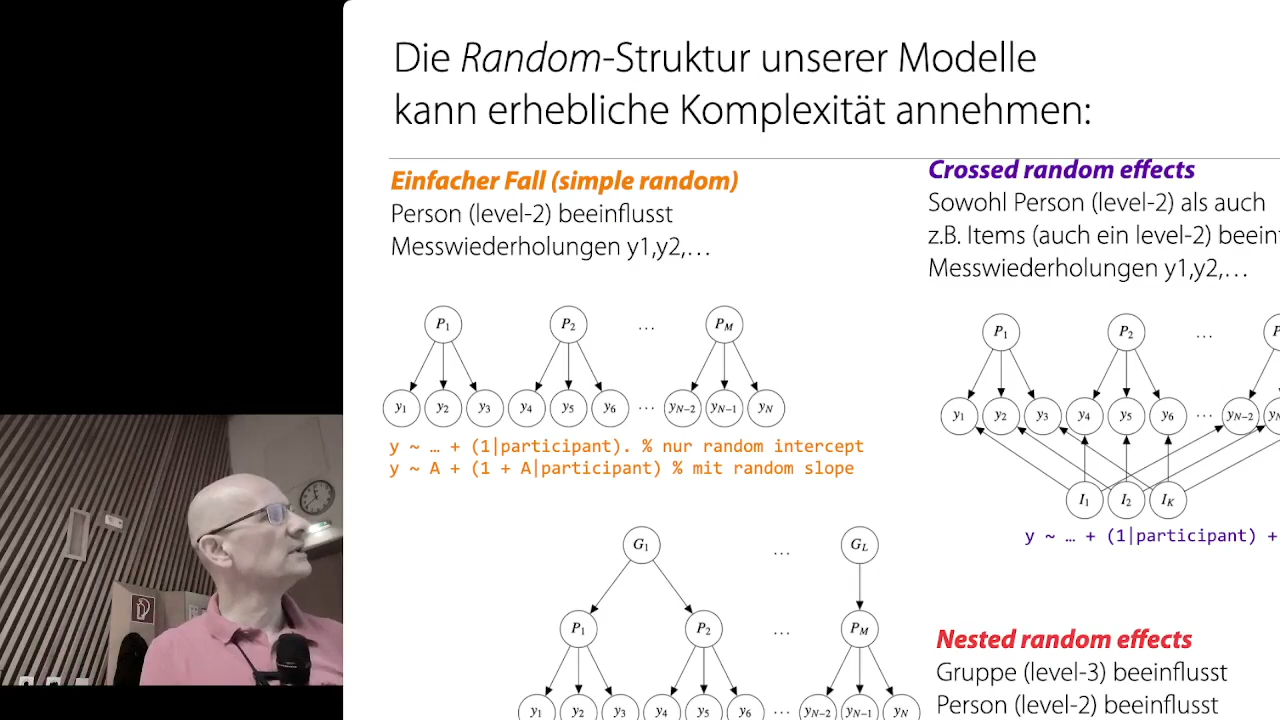 Die Random-Struktur unserer Modelle
kann erhebliche Komplexität annehmen:
Einfacher Fall (simple random)
Person (level-2) beeinflusst
Messwiederholungen y1,y2,…
P1 P2 … PM
y1 y2 y3 y4 y5 y6 … yN−2 yN−1 yN
y ~ … + (1|participant). % nur random intercept
y ~ A + (1 + A|participant) % mit random slope
Crossed random effects
Sowohl Person (level-2) als auch
z.B. Items (auch ein level-2) beein
Messwiederholungen y1,y2,…
P1 P2 … P
y1 y2 y3 y4 y5 y6 … yN−2
I1 I2 IK
y ~ … + (1|participant) +
G1 … GL
P1 P2 … PM
y1 y2 y3 y4 y5 y6 … yN−2 yN−1 yN
Nested random effects
Gruppe (level-3) beeinflusst
Person (level-2) beeinflusst